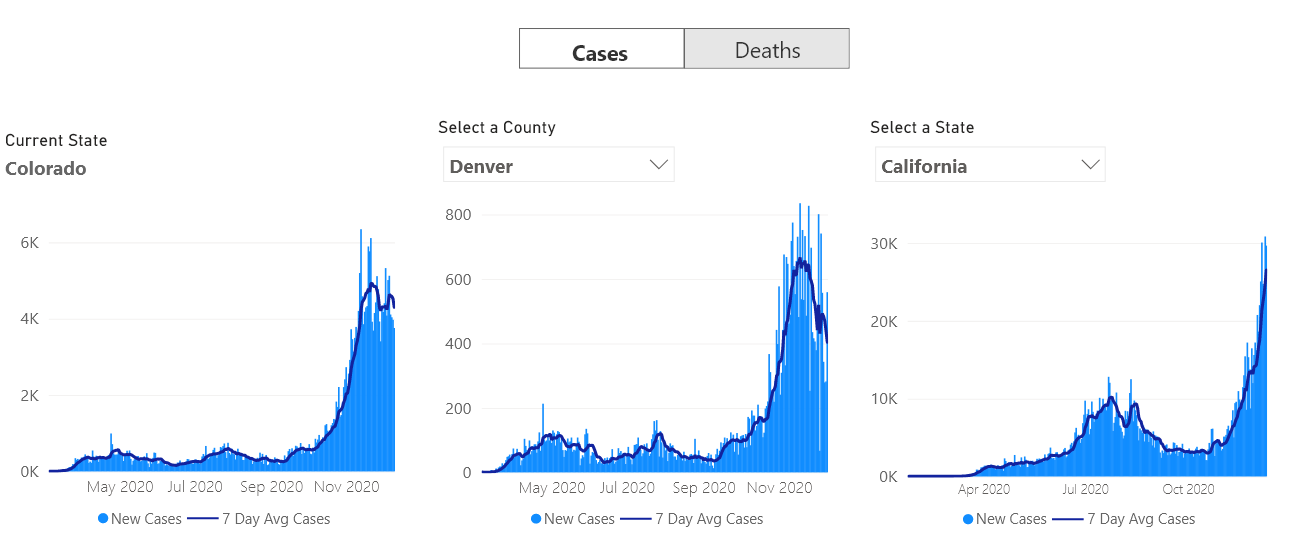 Cases
Deaths
Current State
Colorado
6K
4K
2K
0K
May 2020
Jul 2020
Sep 2020
Nov 2020
New Cases
7 Day Avg Cases
Select a County
Denver
800
600
400
200
0
May 2020
Jul 2020
Sep 2020
Nov 2020
New Cases
7 Day Avg Cases
Select a State
California
30K
20K
10K
0K
Apr 2020
Jul 2020
Oct 2020
New Cases
7 Day Avg Cases